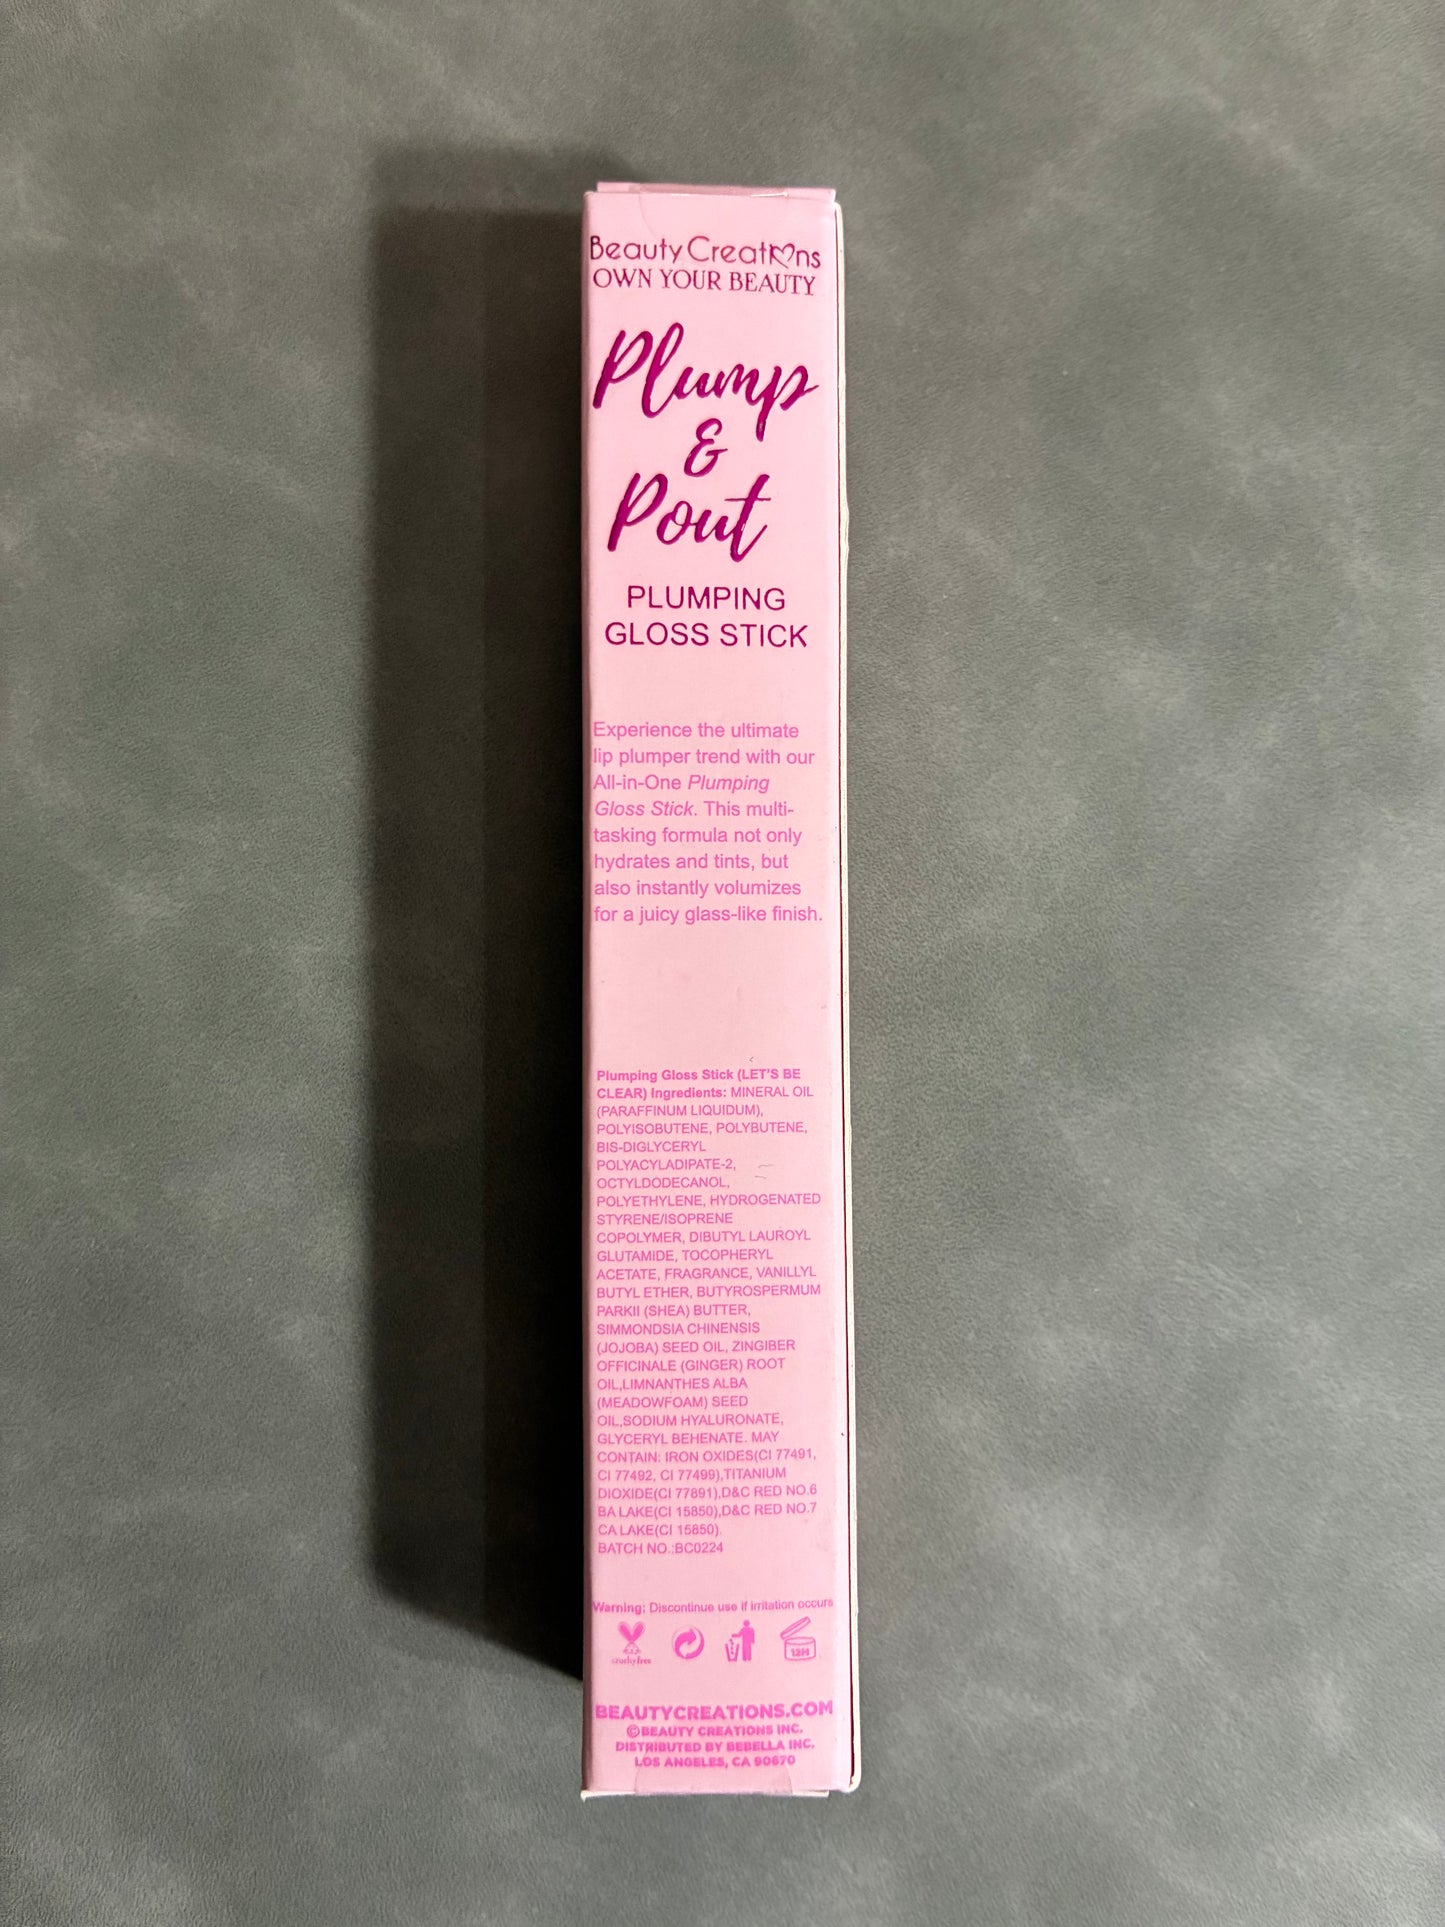 Beauty Creations
OWN YOUR BEAUTY
Plump
&
Pout
PLUMPING
GLOSS STICK
Experience the ultimate
lip plumper trend with our
All-in-One Plumping
Gloss Stick. This multi-
tasking formula not only
hydrates and tints, but
also instantly volumizes
for a juicy glass-like finish.
Plumping Gloss Stick (LET'S BE
CLEAR) Ingredients: MINERAL OIL
(PARAFFINUM LIQUIDUM),
POLYISOBUTENE, POLYBUTENE,
BIS-DIGLYCERYL
POLYACYLADIPATE-2,
OCTYLDODECANOL,
POLYETHYLENE, HYDROGENATED
STYRENE/ISOPRENE
COPOLYMER, DIBUTYL LAUROYL
GLUTAMIDE, TOCOPHERYL
ACETATE, FRAGRANCE, VANILLYL
BUTYL ETHER, BUTYROSPERMUM
PARKII (SHEA) BUTTER,
SIMMONDSIA CHINENSIS
(JOJOBA) SEED OIL, ZINGIBER
OFFICINALE (GINGER) ROOT
OIL,LIMNANTHES ALBA
(MEADOWFOAM) SEED
OIL,SODIUM HYALURONATE,
GLYCERYL BEHENATE. MAY
CONTAIN: IRON OXIDES(CI 77491,
CI 77492, CI 77499),TITANIUM
DIOXIDE(CI 77891),D&C RED NO.6
BA LAKE(CI 15850),D&C RED NO.7
CA LAKE(CI 15850).
BATCH NO.:BC0224
Warning: Discontinue use if irritation occurs
crueltyfree
12M
BEAUTYCREATIONS.COM
©BEAUTY CREATIONS INC.
DISTRIBUTED BY BEBELLA INC.
LOS ANGELES, CA 90670